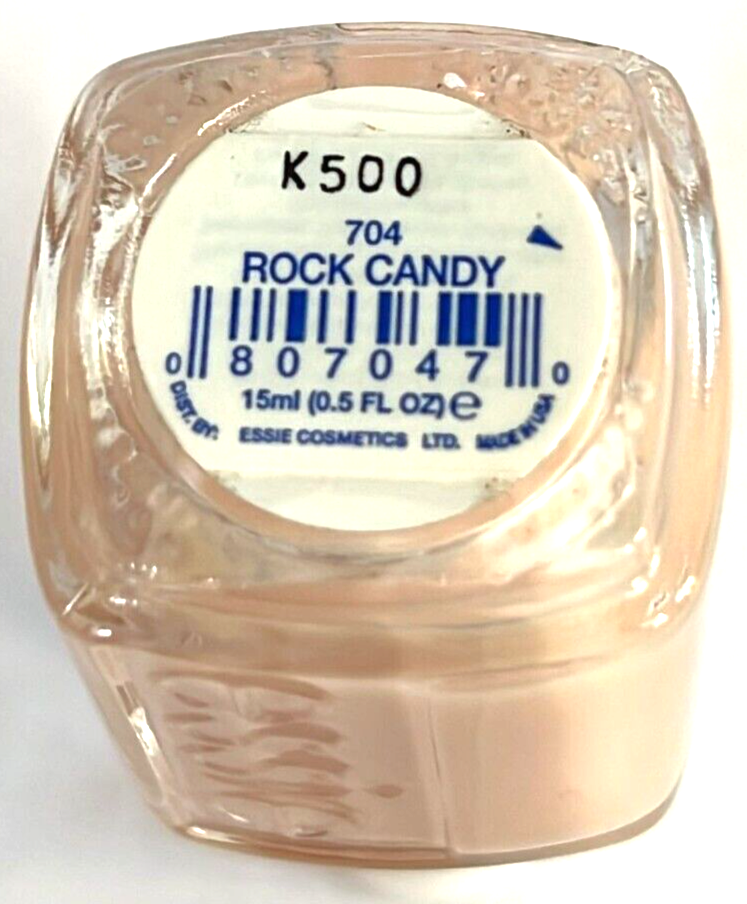 K500
704
ROCK CANDY
0 807047 0
15ml (0.5 FL OZ) e
DIST. BY: ESSIE COSMETICS LTD. MADE IN USA